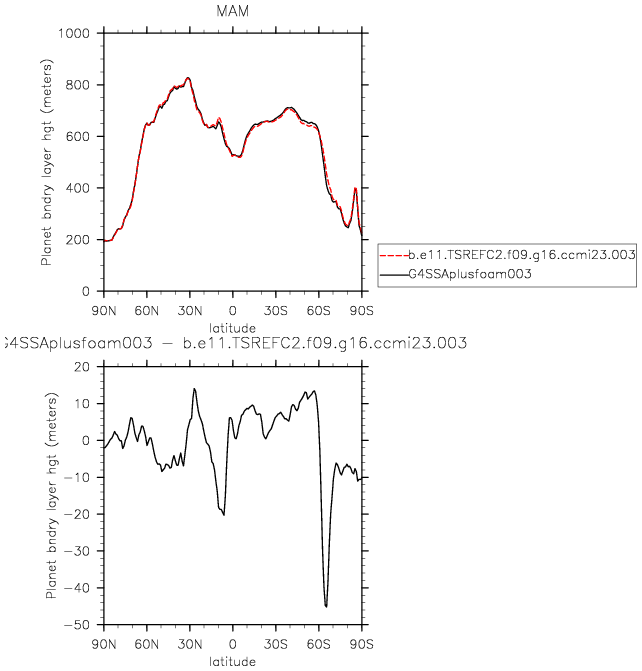 MAM
1000
800
600
400
200
0
Planet bndry layer hgt (meters)
90N 60N 30N 0 30S 60S 90S
latitude
b.e11.TSREFC2.f09.g16.ccmi23.003
G4SSAplusfoam003
G4SSAplusfoam003 – b.e11.TSREFC2.f09.g16.ccmi23.003
20
10
0
−10
−20
−30
−40
−50
Planet bndry layer hgt (meters)
90N 60N 30N 0 30S 60S 90S
latitude